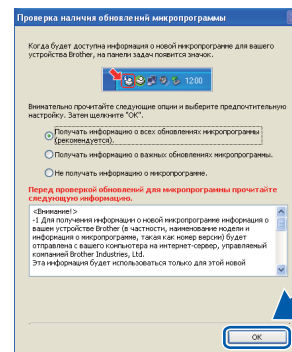 Проверка наличия обновлений микропрограммы
Когда будет доступна информация о новой микропрограмме для вашего
устройства Brother, на панели задач появится значок.
12:00
Внимательно прочитайте следующие опции и выберите предпочтительную
настройку. Затем щелкните "OK".
Получать информацию о всех обновлениях микропрограммы
(рекомендуется).
Получать информацию о важных обновлениях микропрограммы.
Не получать информацию о микропрограмме.
Перед проверкой обновлений для микропрограммы прочитайте
следующую информацию.
<Внимание!>
-1 Для получения информации о новой микропрограмме информация о
вашем устройстве Brother (в частности, наименование модели и
информация о микропрограмме, такая как номер версии) будет
отправлена с вашего компьютера на интернет-сервер, управляемый
компанией Brother Industries, Ltd.
Эта информация будет использоваться только для этой новой
OK